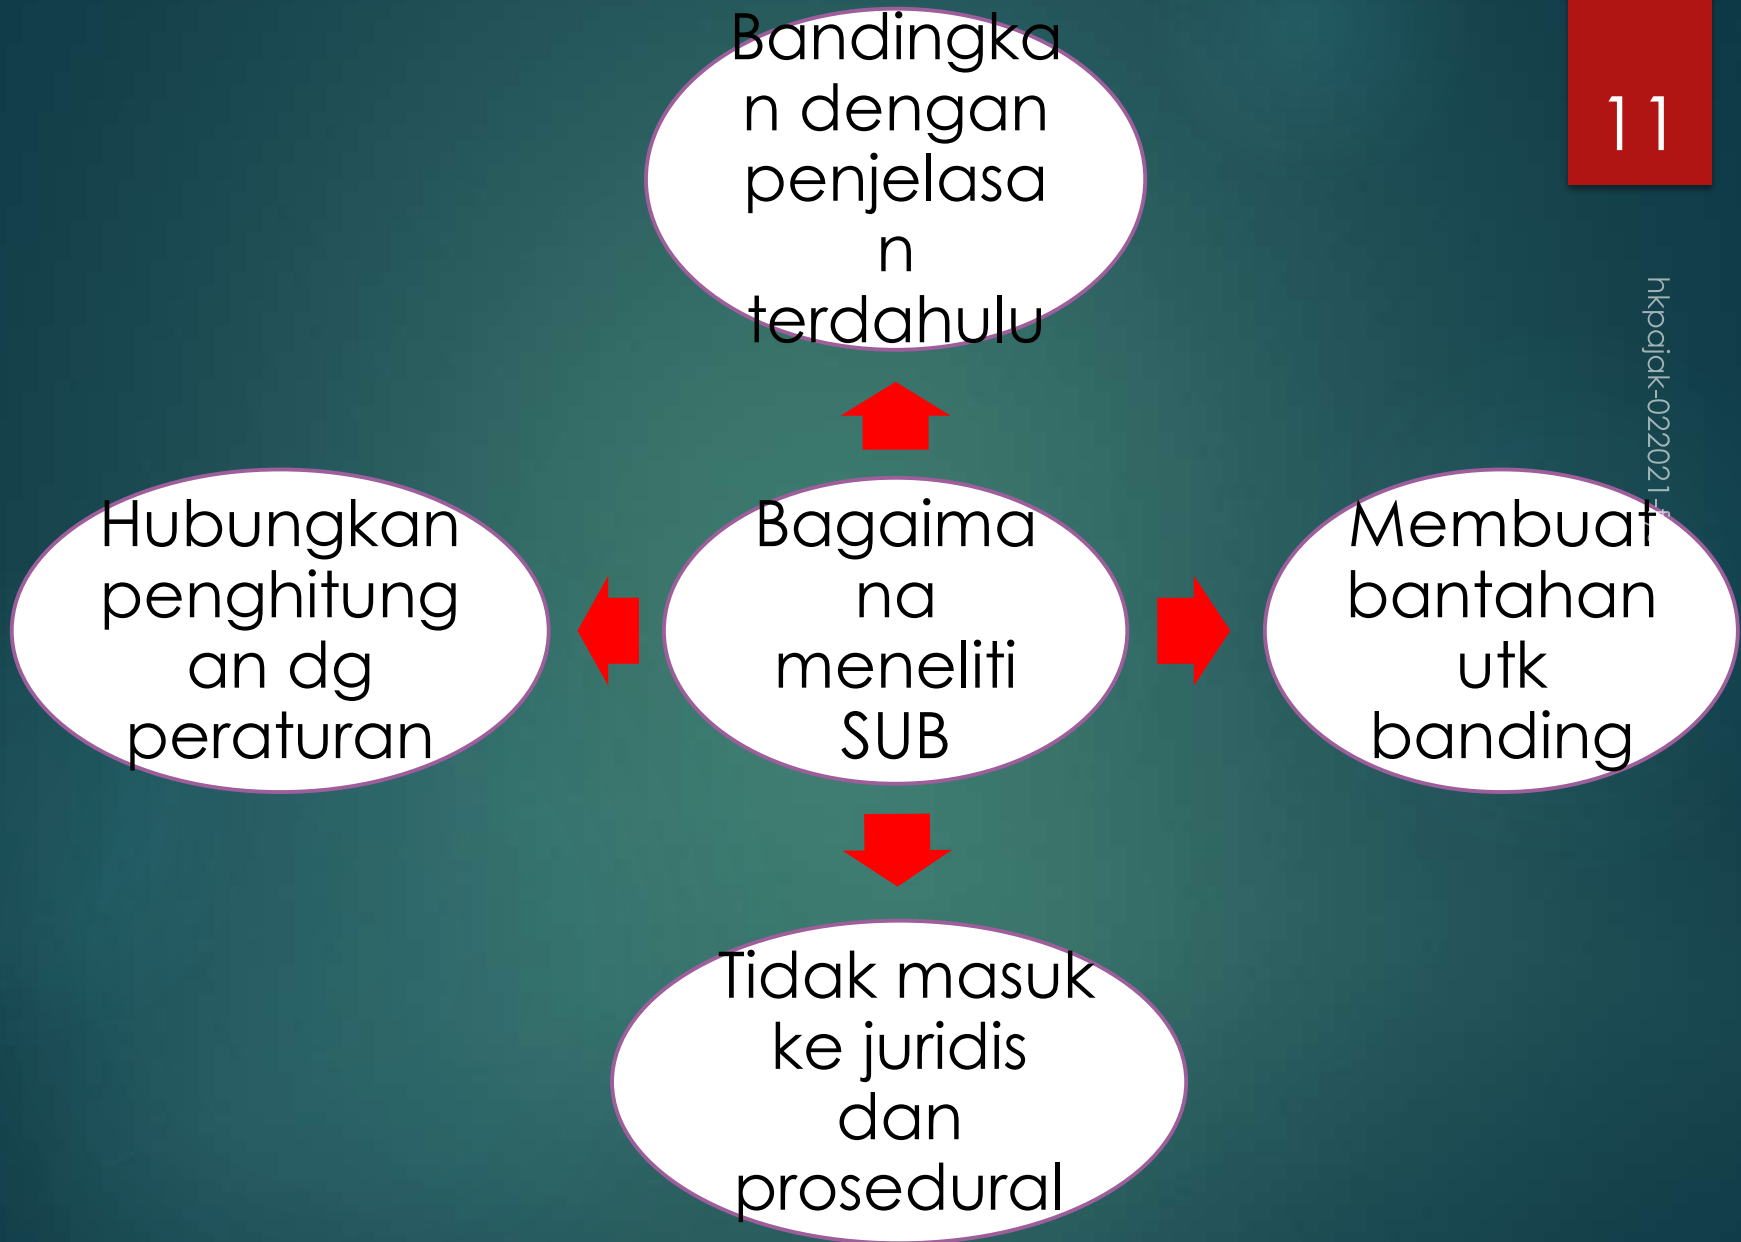 Bandingka
n dengan
penjelasa
n
terdahulu
11
hkpajak-022021-
Hubungkan
penghitung
an dg
peraturan
Bagaima
na
meneliti
SUB
Membuat
bantahan
utk
banding
Tidak masuk
ke juridis
dan
prosedural